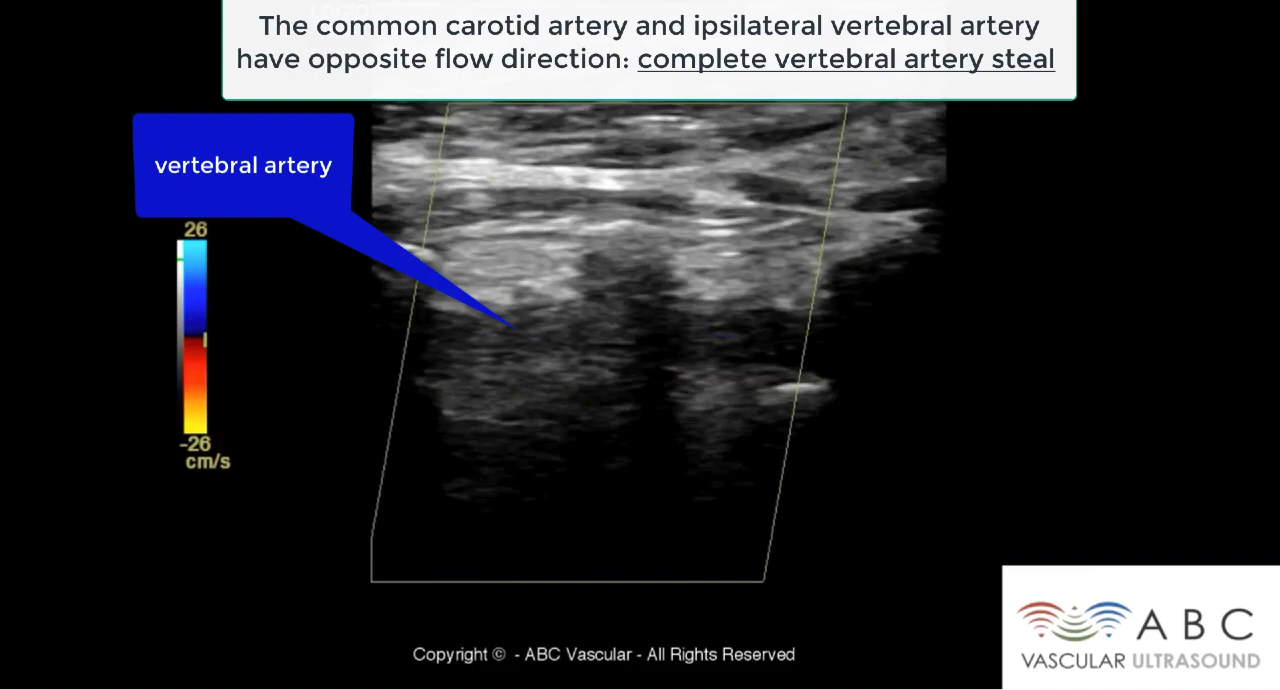 The common carotid artery and ipsilateral vertebral artery
have opposite flow direction: complete vertebral artery steal
vertebral artery
26
-26
cm/s
Copyright © - ABC Vascular - All Rights Reserved
ABC
VASCULAR ULTRASOUND